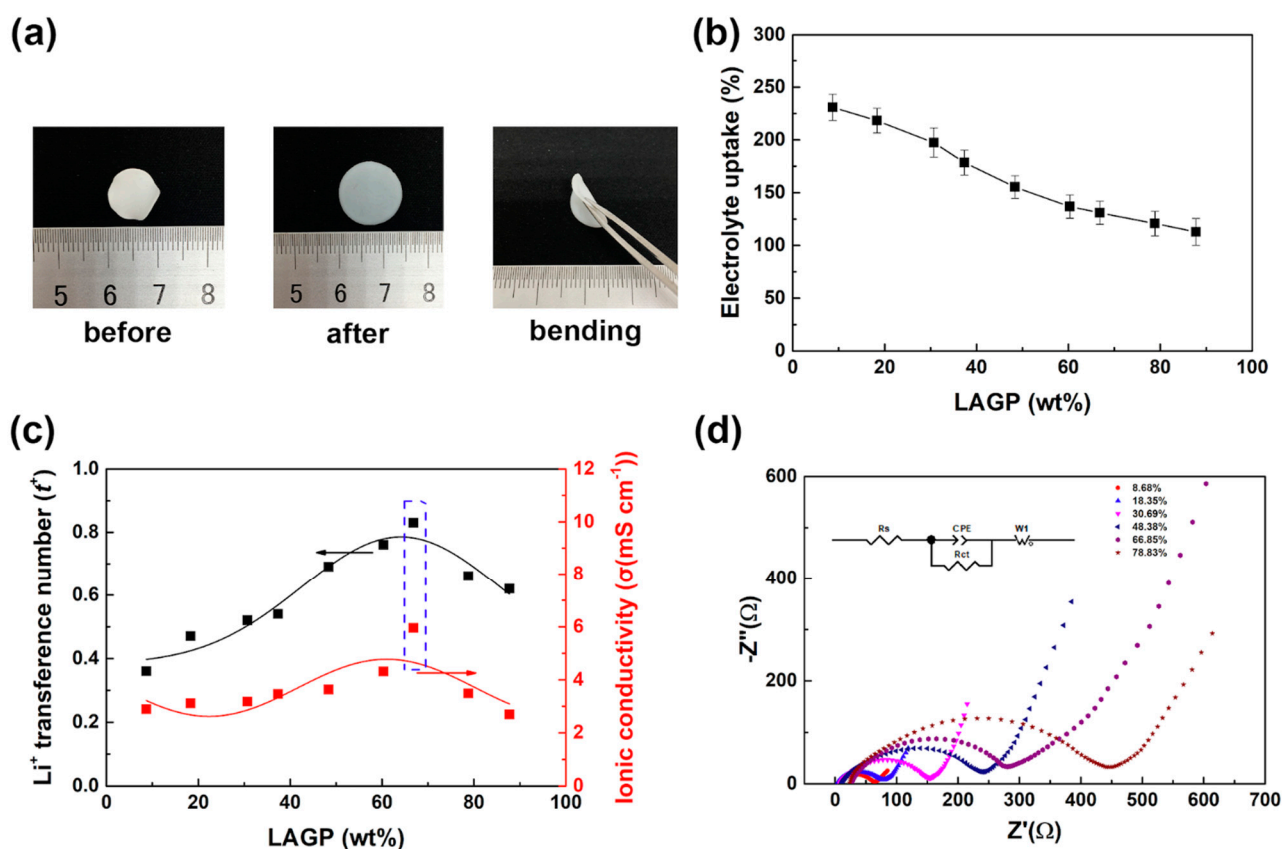 (a)
5 6 7 8
before
5 6 7 8
after
bending
(b)
Electrolyte uptake (%)
300
250
200
150
100
50
0
0 20 40 60 80 100
LAGP (wt%)
(c)
Li⁺ transference number (t⁺)
1.0
0.8
0.6
0.4
0.2
0.0
0 20 40 60 80 100
LAGP (wt%)
12
10
8
6
4
2
0
Ionic conductivity (σ(mS cm⁻¹))
(d)
-Z''(Ω)
600
400
200
0
0 100 200 300 400 500 600 700
Z'(Ω)
Rs
CPE
W1
Rct
8.68%
18.35%
30.69%
48.38%
66.85%
78.83%